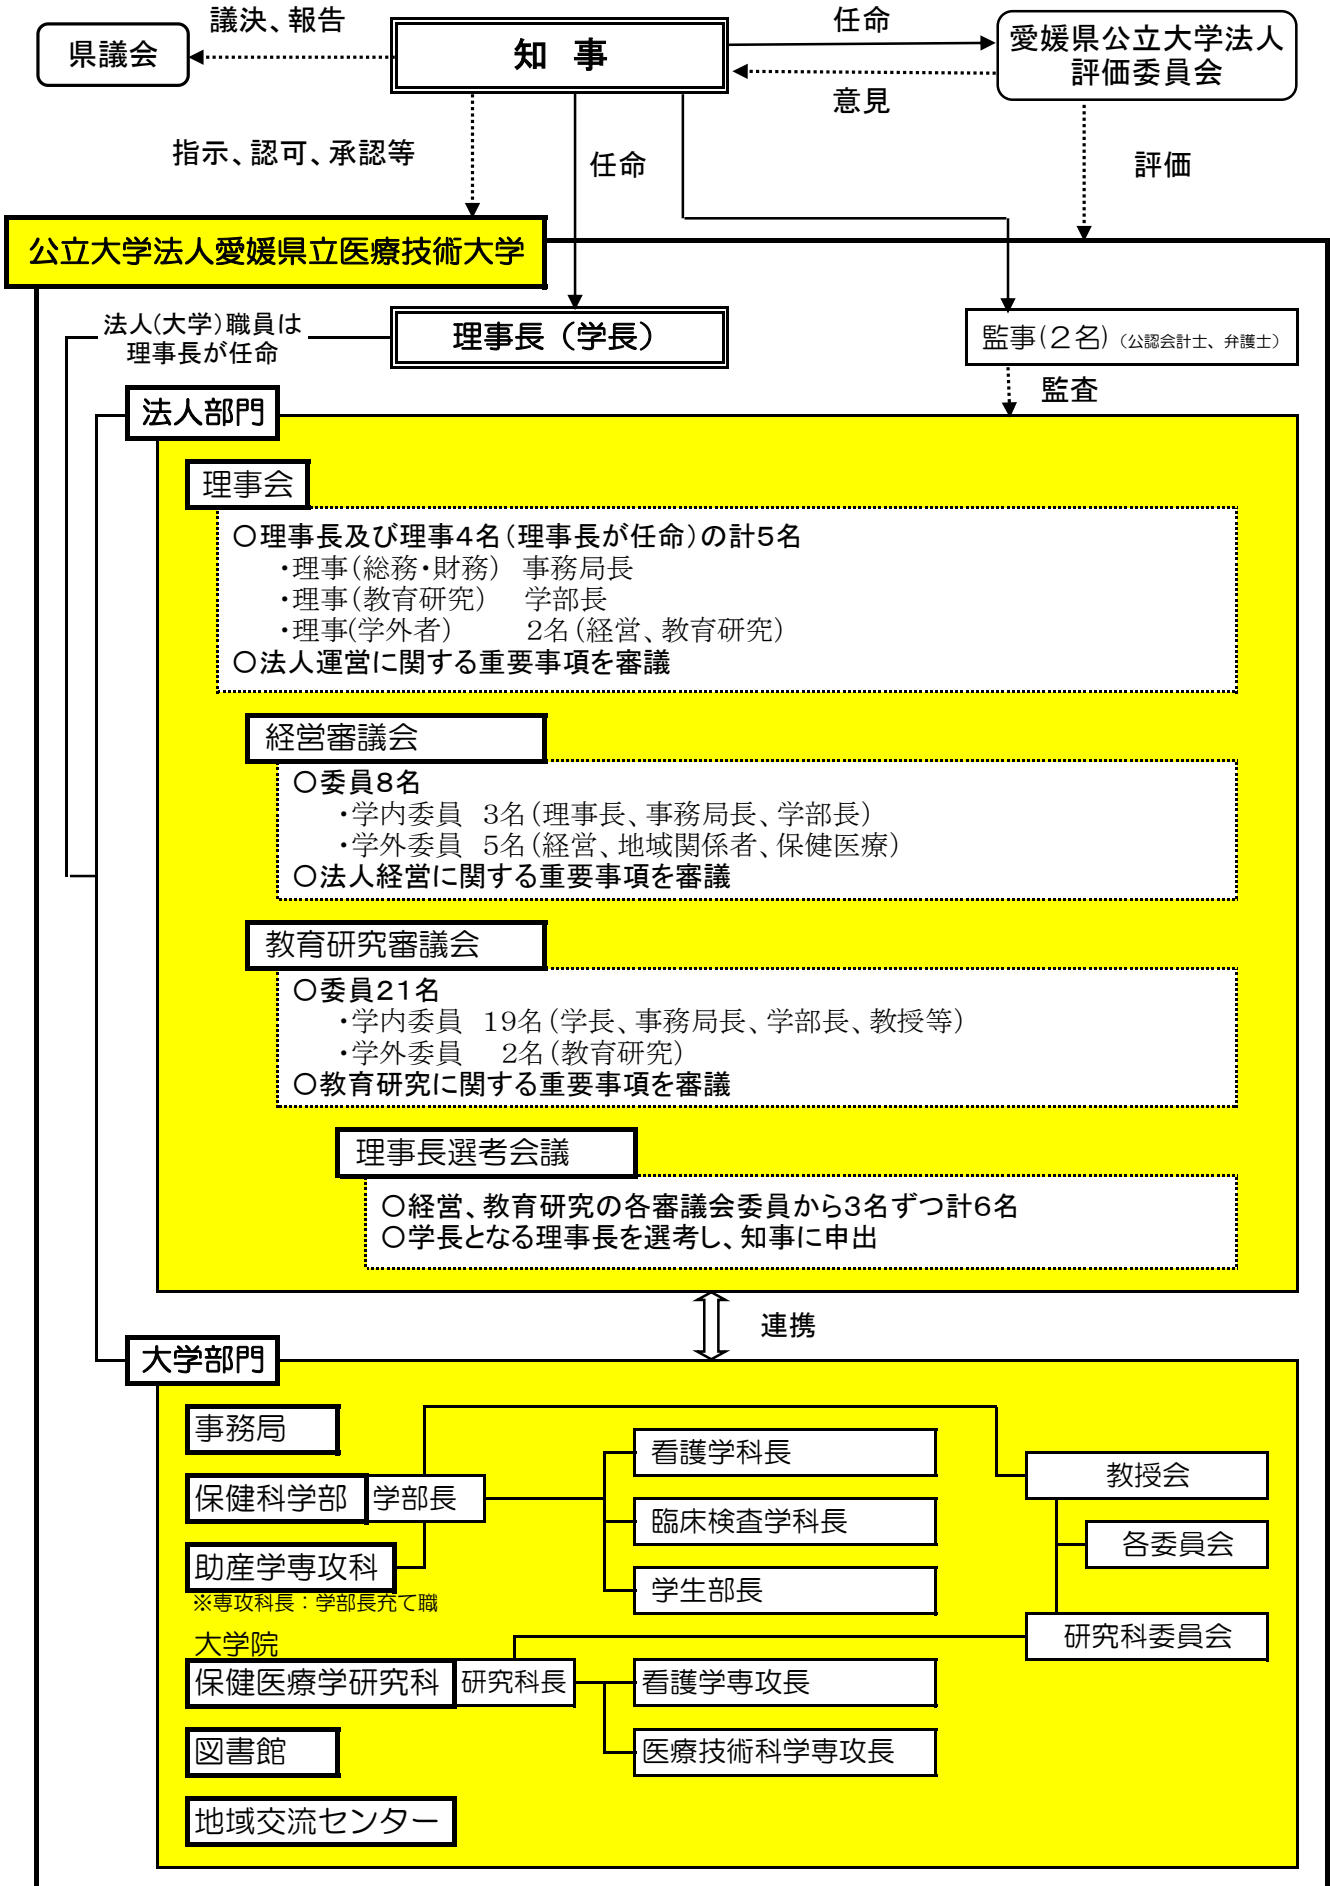 議決、報告
任命
県議会
知　事
愛媛県公立大学法人
評価委員会
意見
指示、認可、承認等
任命
評価
公立大学法人愛媛県立医療技術大学
法人(大学)職員は
理事長が任命
理事長（学長）
監事(２名)（公認会計士、弁護士）
監査
法人部門
理事会
○理事長及び理事4名(理事長が任命)の計5名
・理事(総務・財務)　事務局長
・理事(教育研究)　学部長
・理事(学外者)　2名(経営、教育研究)
○法人運営に関する重要事項を審議
経営審議会
○委員8名
・学内委員　3名(理事長、事務局長、学部長)
・学外委員　5名(経営、地域関係者、保健医療)
○法人経営に関する重要事項を審議
教育研究審議会
○委員21名
・学内委員　19名(学長、事務局長、学部長、教授等)
・学外委員　2名(教育研究)
○教育研究に関する重要事項を審議
理事長選考会議
○経営、教育研究の各審議会委員から3名ずつ計6名
○学長となる理事長を選考し、知事に申出
連携
大学部門
事務局
看護学科長
保健科学部
学部長
教授会
臨床検査学科長
各委員会
助産学専攻科
学生部長
※専攻科長：学部長充て職
大学院
研究科委員会
保健医療学研究科
研究科長
看護学専攻長
図書館
医療技術科学専攻長
地域交流センター